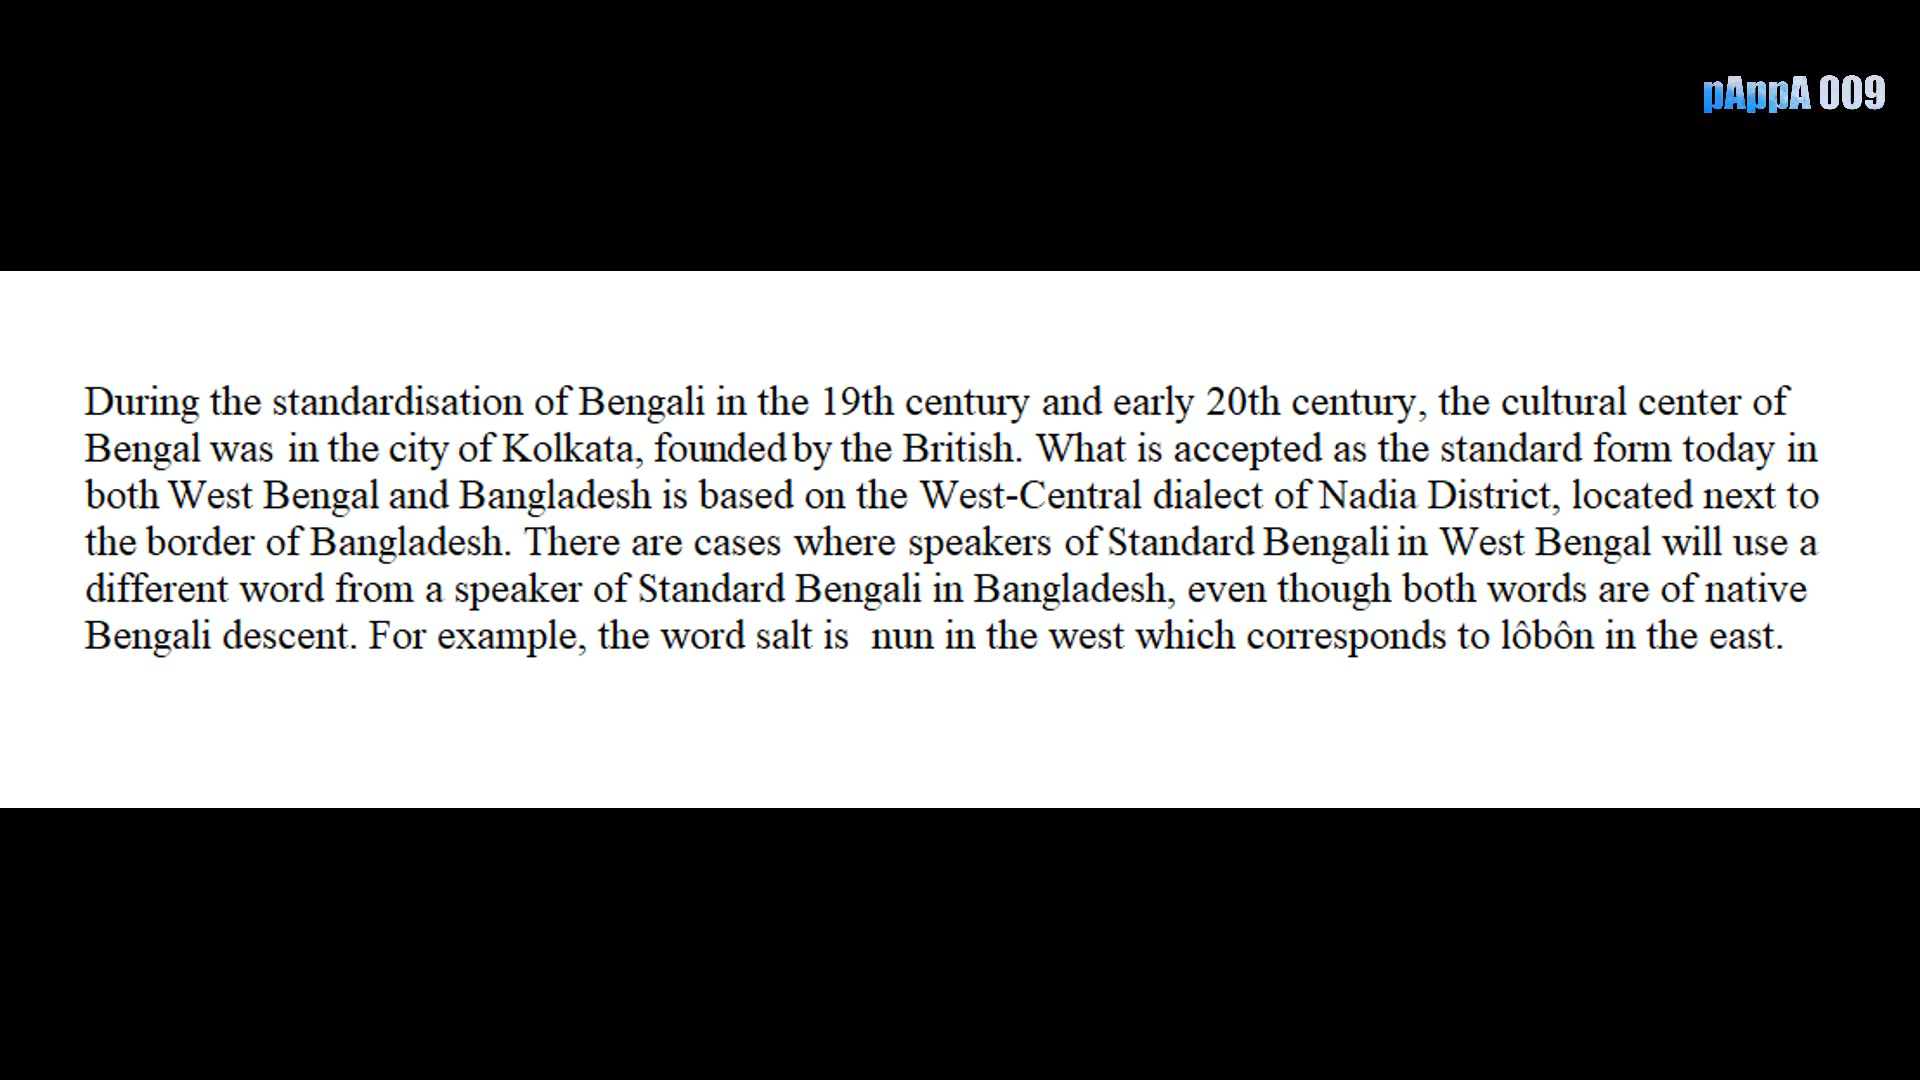 pAppA 009
During the standardisation of Bengali in the 19th century and early 20th century, the cultural center of
Bengal was in the city of Kolkata, founded by the British. What is accepted as the standard form today in
both West Bengal and Bangladesh is based on the West-Central dialect of Nadia District, located next to
the border of Bangladesh. There are cases where speakers of Standard Bengali in West Bengal will use a
different word from a speaker of Standard Bengali in Bangladesh, even though both words are of native
Bengali descent. For example, the word salt is nun in the west which corresponds to lôbôn in the east.